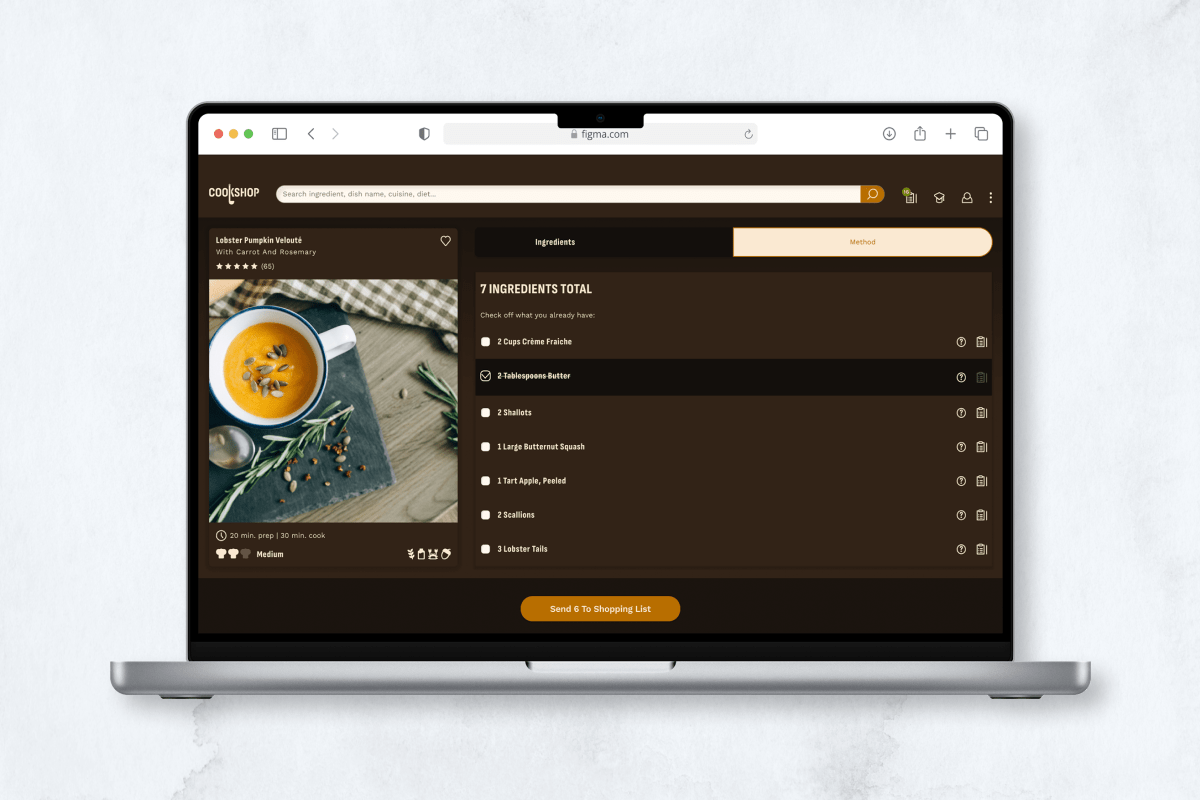 figma.com
COOKSHOP
Search ingredient, dish name, cuisine, diet...
Lobster Pumpkin Velouté
With Carrot And Rosemary
(65)
20 min. prep | 30 min. cook
Medium
Ingredients
Method
7 INGREDIENTS TOTAL
Check off what you already have:
2 Cups Crème Fraiche
2 Tablespoons Butter
2 Shallots
1 Large Butternut Squash
1 Tart Apple, Peeled
2 Scallions
3 Lobster Tails
Send 6 To Shopping List